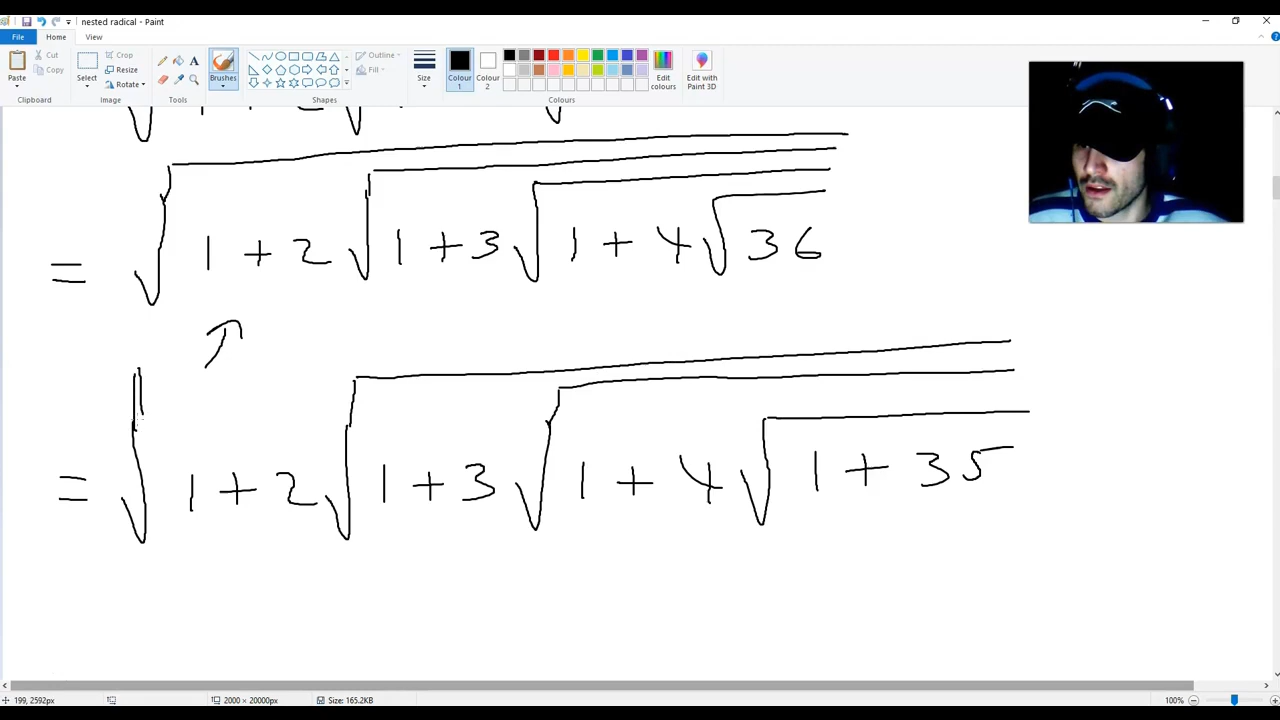 nested radical - Paint
File Home View
Paste
Cut
Copy
Clipboard
Select
Crop
Resize
Rotate
Image
A
Tools
Brushes
Shapes
Outline
Fill
Size
Colour 1
Colour 2
Edit colours
Colours
Edit with Paint 3D
= √1 + 2√1 + 3√1 + 4√36
= √1 + 2√1 + 3√1 + 4√1 + 35
199, 2592px 2000 × 20000px Size: 165.2KB 100%